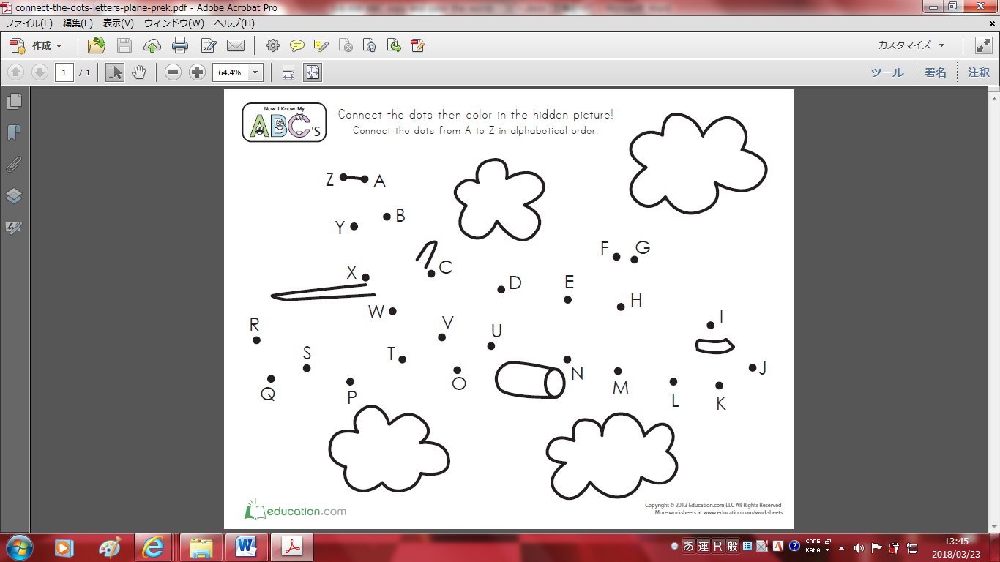 connect-the-dots-letters-plane-prek.pdf - Adobe Acrobat Pro
ファイル(F) 編集(E) 表示(V) ウィンドウ(W) ヘルプ(H)
作成 カスタマイズ
1 / 1 64.4% ツール 署名 注釈
Now I Know My
ABC's
Connect the dots then color in the hidden picture!
Connect the dots from A to Z in alphabetical order.
Z A
Y B
F G
X C
D E
H
W
R V I
S T U
J
Q P O N M L K
education.com
Copyright © 2013 Education.com LLC All Rights Reserved
More worksheets at www.education.com/worksheets
あ 連 R 般 CAPS
KANA
13:45
2018/03/23